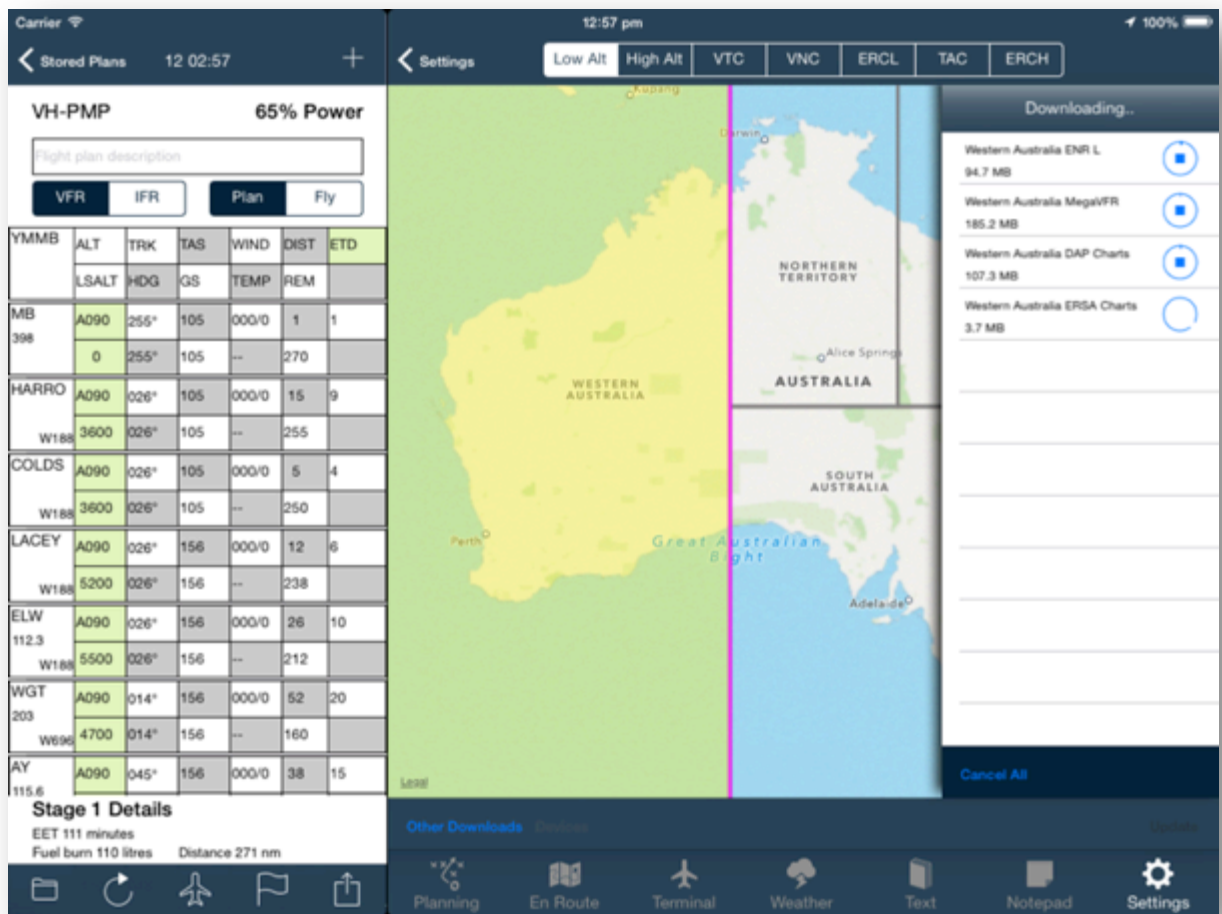 Carrier
12:57 pm
100%
Stored Plans 12 02:57 +
VH-PMP 65% Power
Flight plan description
VFR IFR Plan Fly
YMMB ALT TRK TAS WIND DIST ETD
LSALT HDG GS TEMP REM
MB A090 255° 105 000/0 1 1
398
0 255° 105 -- 270
HARRO A090 026° 105 000/0 15 9
W188 3600 026° 105 -- 255
COLDS A090 026° 105 000/0 5 4
W188 3600 026° 105 -- 250
LACEY A090 026° 156 000/0 12 6
W188 5200 026° 156 -- 238
ELW A090 026° 156 000/0 26 10
112.3
W188 5500 026° 156 -- 212
WGT A090 014° 156 000/0 52 20
203
W696 4700 014° 156 -- 160
AY A090 045° 156 000/0 38 15
115.6
Stage 1 Details
EET 111 minutes
Fuel burn 110 litres Distance 271 nm
Settings
Low Alt High Alt VTC VNC ERCL TAC ERCH
Kupang
Darwin
NORTHERN
TERRITORY
Alice Springs
AUSTRALIA
WESTERN
AUSTRALIA
SOUTH
AUSTRALIA
Perth
Great Australian
Bight
Adelaide
Legal
Downloading..
Western Australia ENR L
94.7 MB
Western Australia MegaVFR
185.2 MB
Western Australia DAP Charts
107.3 MB
Western Australia ERSA Charts
3.7 MB
Cancel All
Other Downloads Devices Update
Planning En Route Terminal Weather Text Notepad Settings